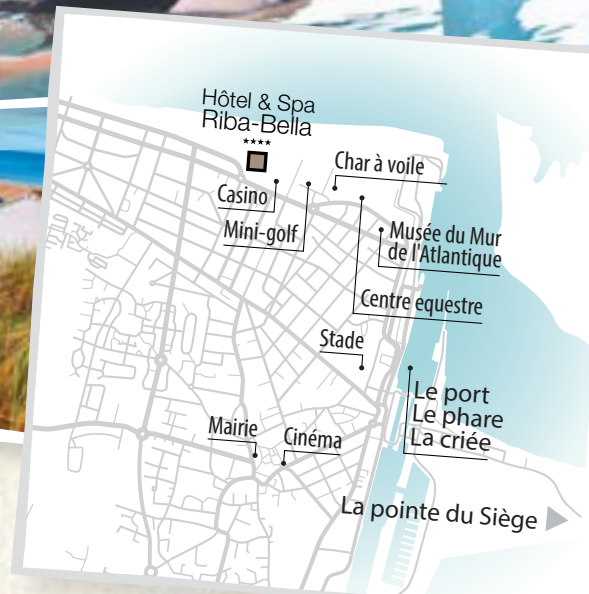 Hôtel & Spa
Riba-Bella
★★★★
Char à voile
Casino
Mini-golf
Musée du Mur
de l'Atlantique
Centre equestre
Stade
Le port
Le phare
La criée
Mairie
Cinéma
La pointe du Siège